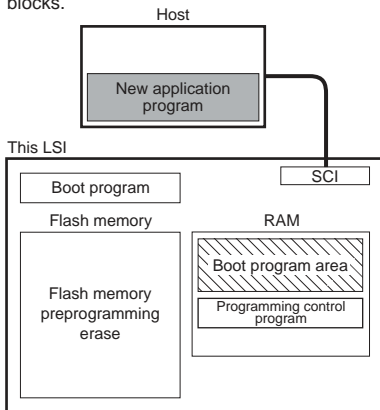 blocks.
Host
New application
program
This LSI
SCI
Boot program
Flash memory
RAM
Flash memory
preprogramming
erase
Boot program area
Programming control
program